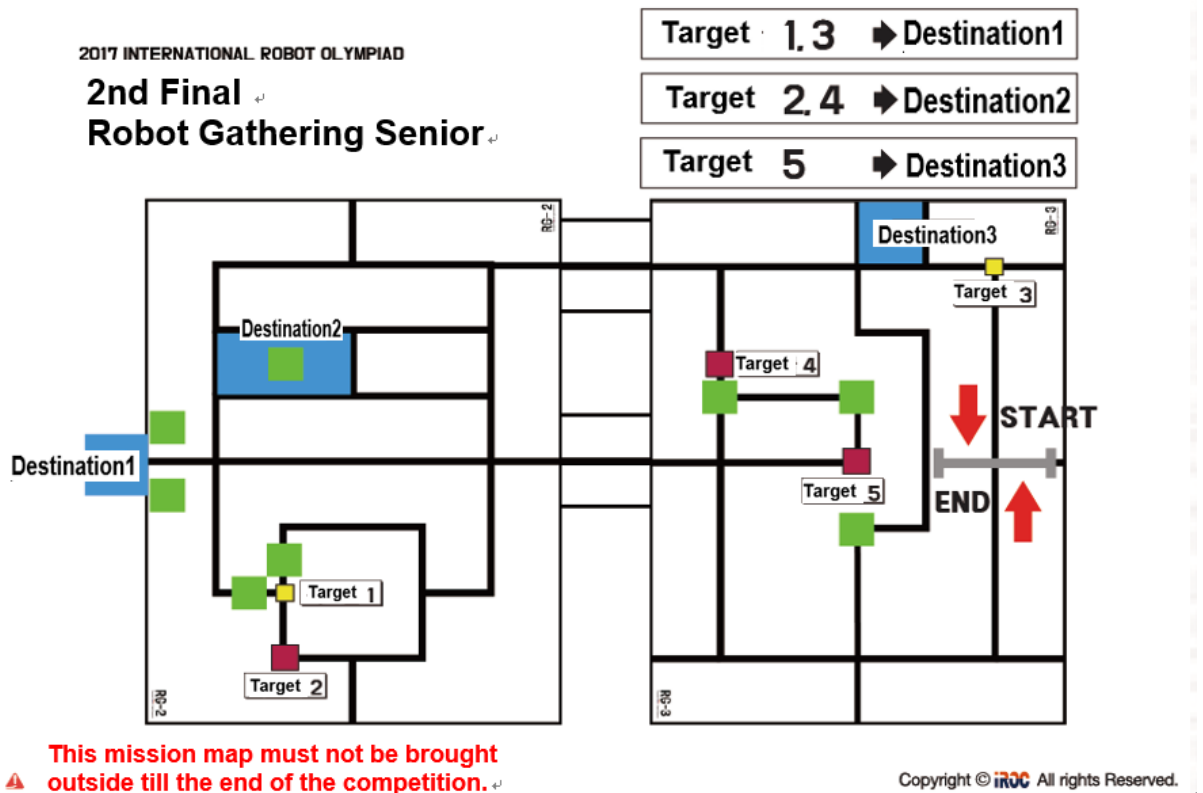 2017 INTERNATIONAL ROBOT OLYMPIAD
2nd Final
Robot Gathering Senior
Target 1, 3 ➡ Destination1
Target 2, 4 ➡ Destination2
Target 5 ➡ Destination3
RG-2
RG-3
Destination3
Target 3
Destination2
Target 4
START
Destination1
Target 5
END
Target 1
Target 2
RG-2
RG-3
This mission map must not be brought
outside till the end of the competition.
Copyright © iROC All rights Reserved.